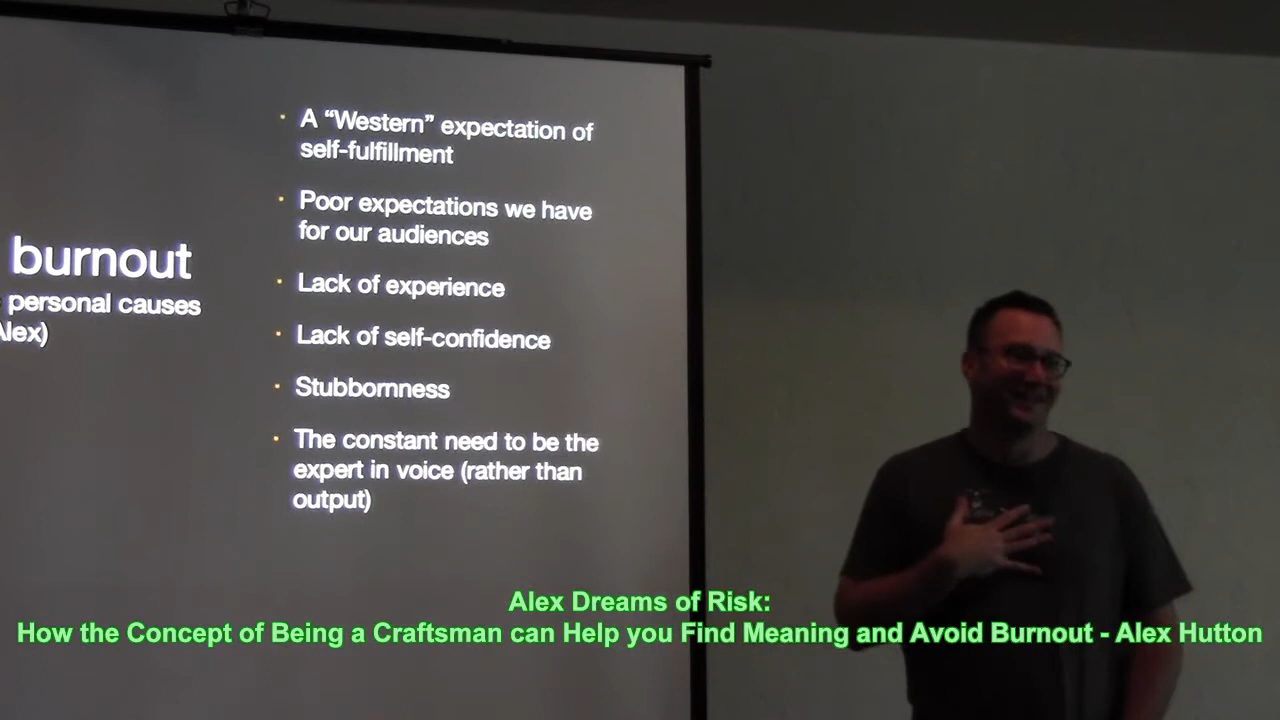 burnout
personal causes
Alex)
· A “Western” expectation of
self-fulfillment
· Poor expectations we have
for our audiences
· Lack of experience
· Lack of self-confidence
· Stubbornness
· The constant need to be the
expert in voice (rather than
output)
Alex Dreams of Risk:
How the Concept of Being a Craftsman can Help you Find Meaning and Avoid Burnout - Alex Hutton